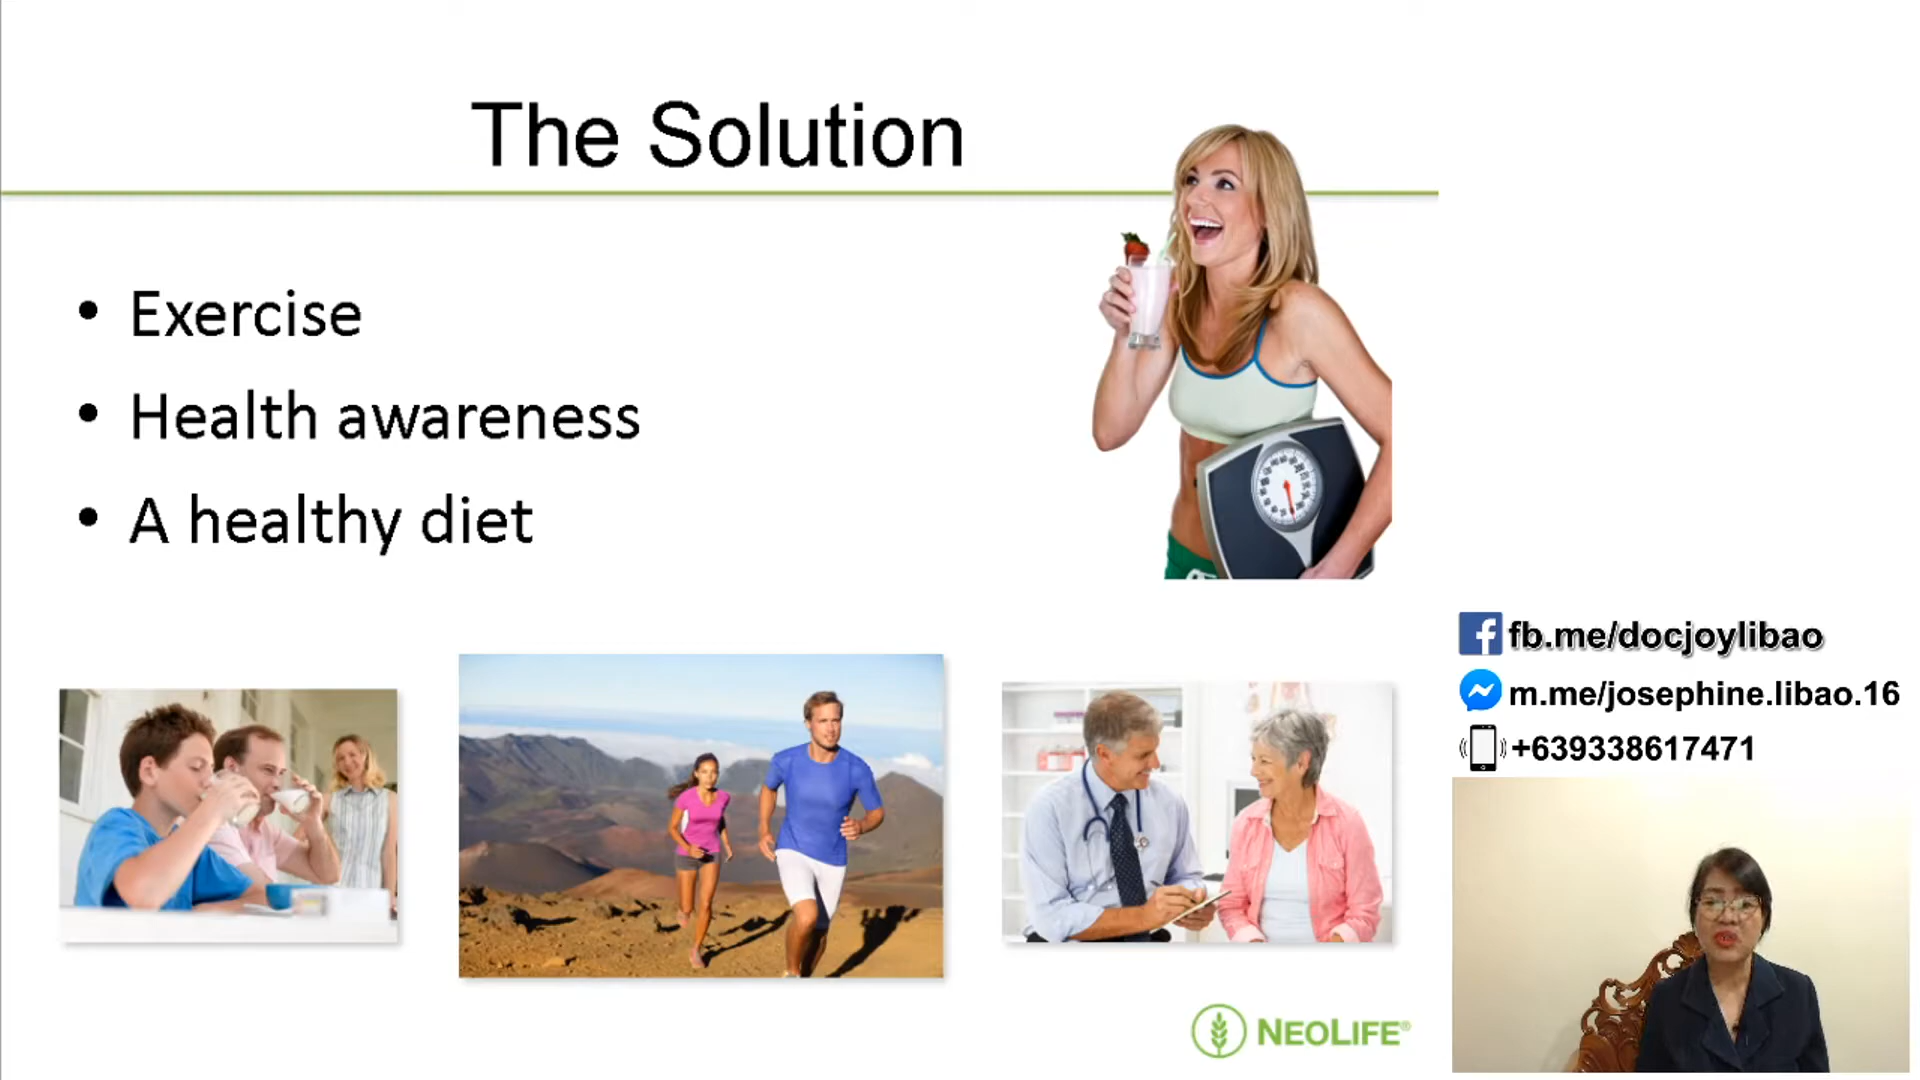 The Solution
• Exercise
• Health awareness
• A healthy diet
fb.me/docjoylibao
m.me/josephine.libao.16
+639338617471
NEOLIFE®